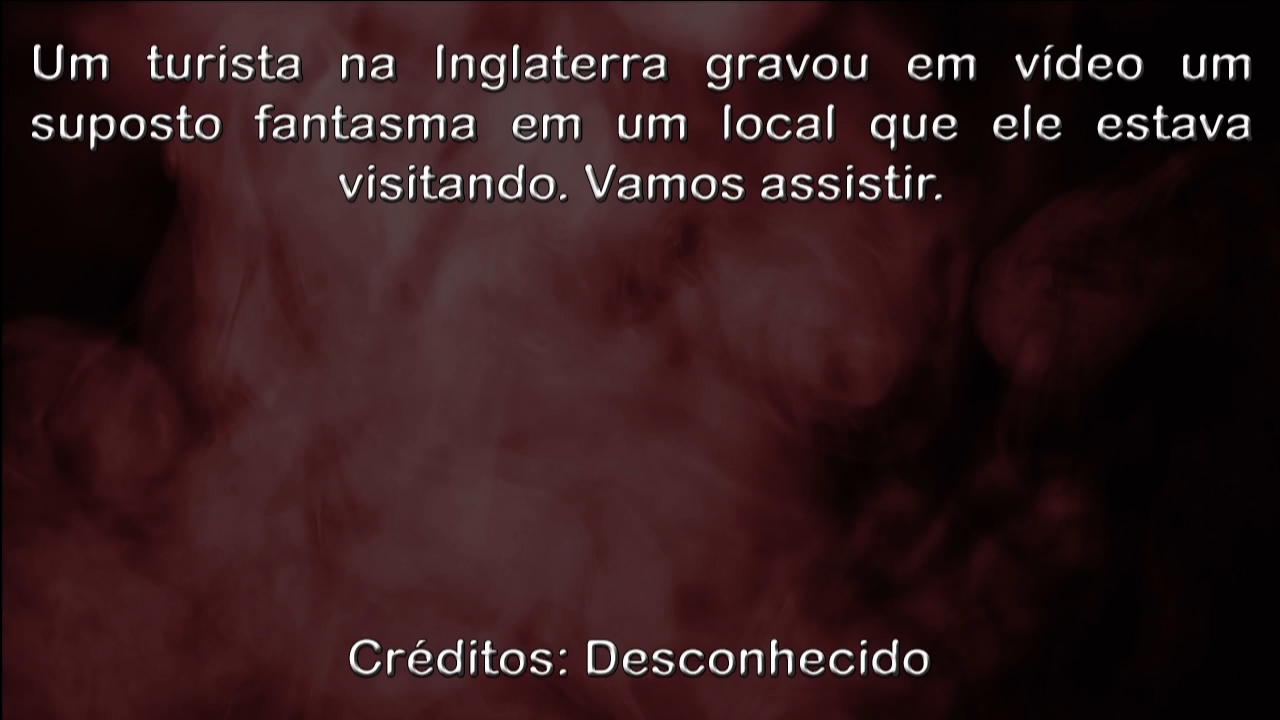 Um turista na Inglaterra gravou em vídeo um
suposto fantasma em um local que ele estava
visitando. Vamos assistir.
Créditos: Desconhecido